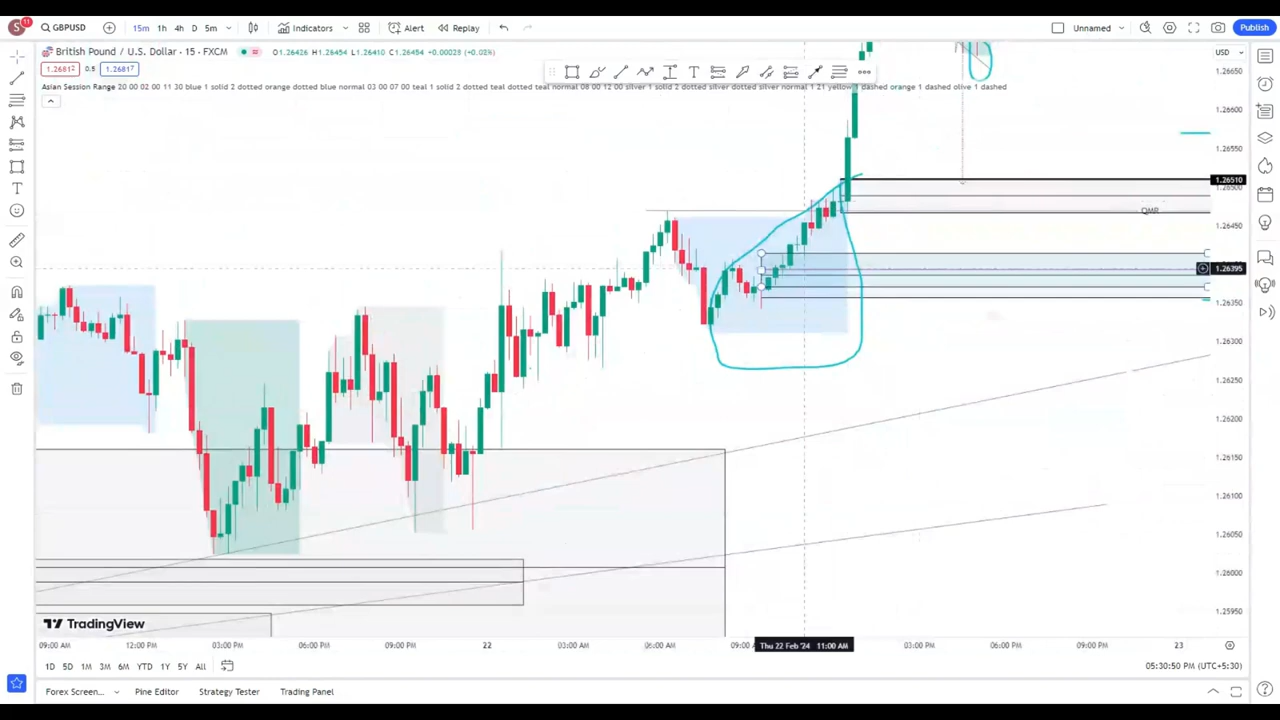 S 11 GBPUSD 15m 1h 4h D 5m Indicators Alert Replay Unnamed Publish
British Pound / U.S. Dollar · 15 · FXCM O1.26426 H1.26454 L1.26410 C1.26454 +0.00028 (+0.02%) USD
1.26812 0.5 1.26817
Asian Session Range 20 00 02 00 11 30 blue 1 solid 2 dotted orange dotted blue normal 03 00 07 00 teal 1 solid 2 dotted teal dotted teal normal 08 00 12 00 silver 1 solid 2 dotted silver dotted silver normal 1 21 yellow 1 dashed orange 1 dashed olive 1 dashed
1.26650
1.26600
1.26550
1.26510
1.26500
QMR
1.26450
1.26395
1.26350
1.26300
1.26250
1.26200
1.26150
1.26100
1.26050
1.26000
1.25950
TradingView
09:00 AM 12:00 PM 03:00 PM 06:00 PM 09:00 PM 22 03:00 AM 06:00 AM 09:00 Thu 22 Feb '24 11:00 AM 03:00 PM 06:00 PM 09:00 PM 23
1D 5D 1M 3M 6M YTD 1Y 5Y All 05:30:50 PM (UTC+5:30)
Forex Screen... Pine Editor Strategy Tester Trading Panel